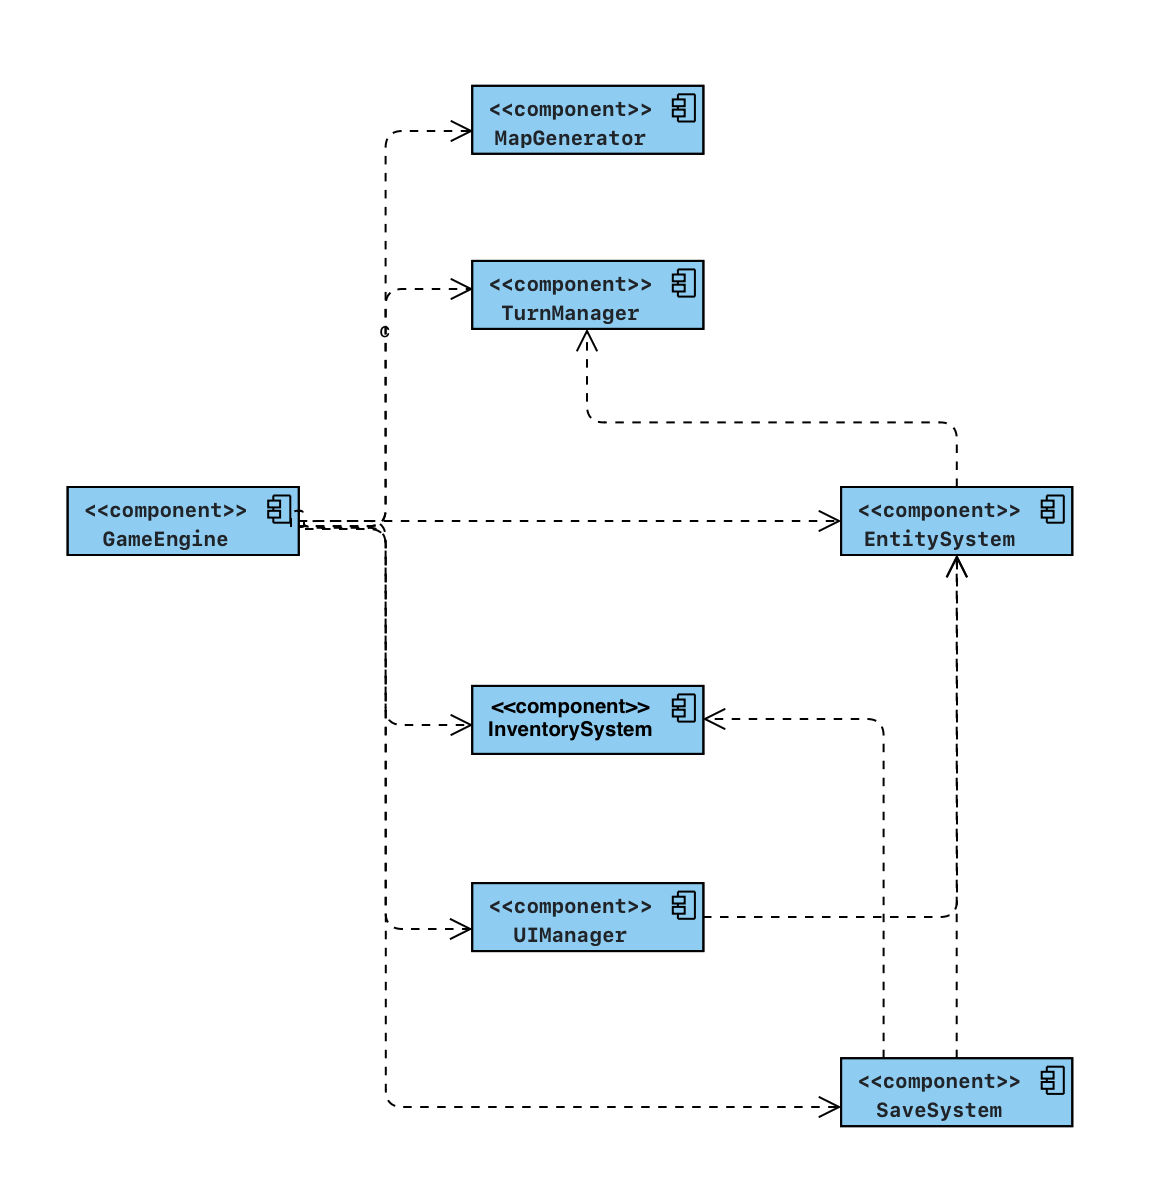 <<component>>
MapGenerator
<<component>>
TurnManager
c
<<component>>
GameEngine
<<component>>
EntitySystem
<<component>>
InventorySystem
<<component>>
UIManager
<<component>>
SaveSystem